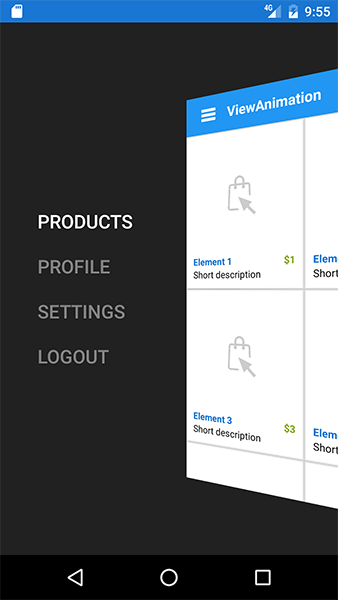 4G 9:55
ViewAnimation
PRODUCTS
PROFILE
SETTINGS
LOGOUT
Element 1 $1
Short description
Elem
Short
Element 3 $3
Short description
Elem
Short